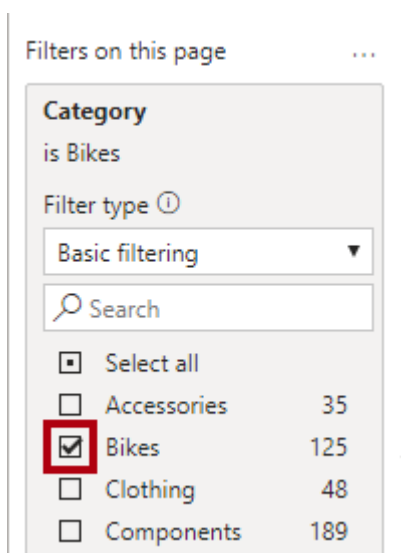 Filters on this page ...
Category
is Bikes
Filter type ⓘ
Basic filtering
Search
Select all
Accessories 35
Bikes 125
Clothing 48
Components 189